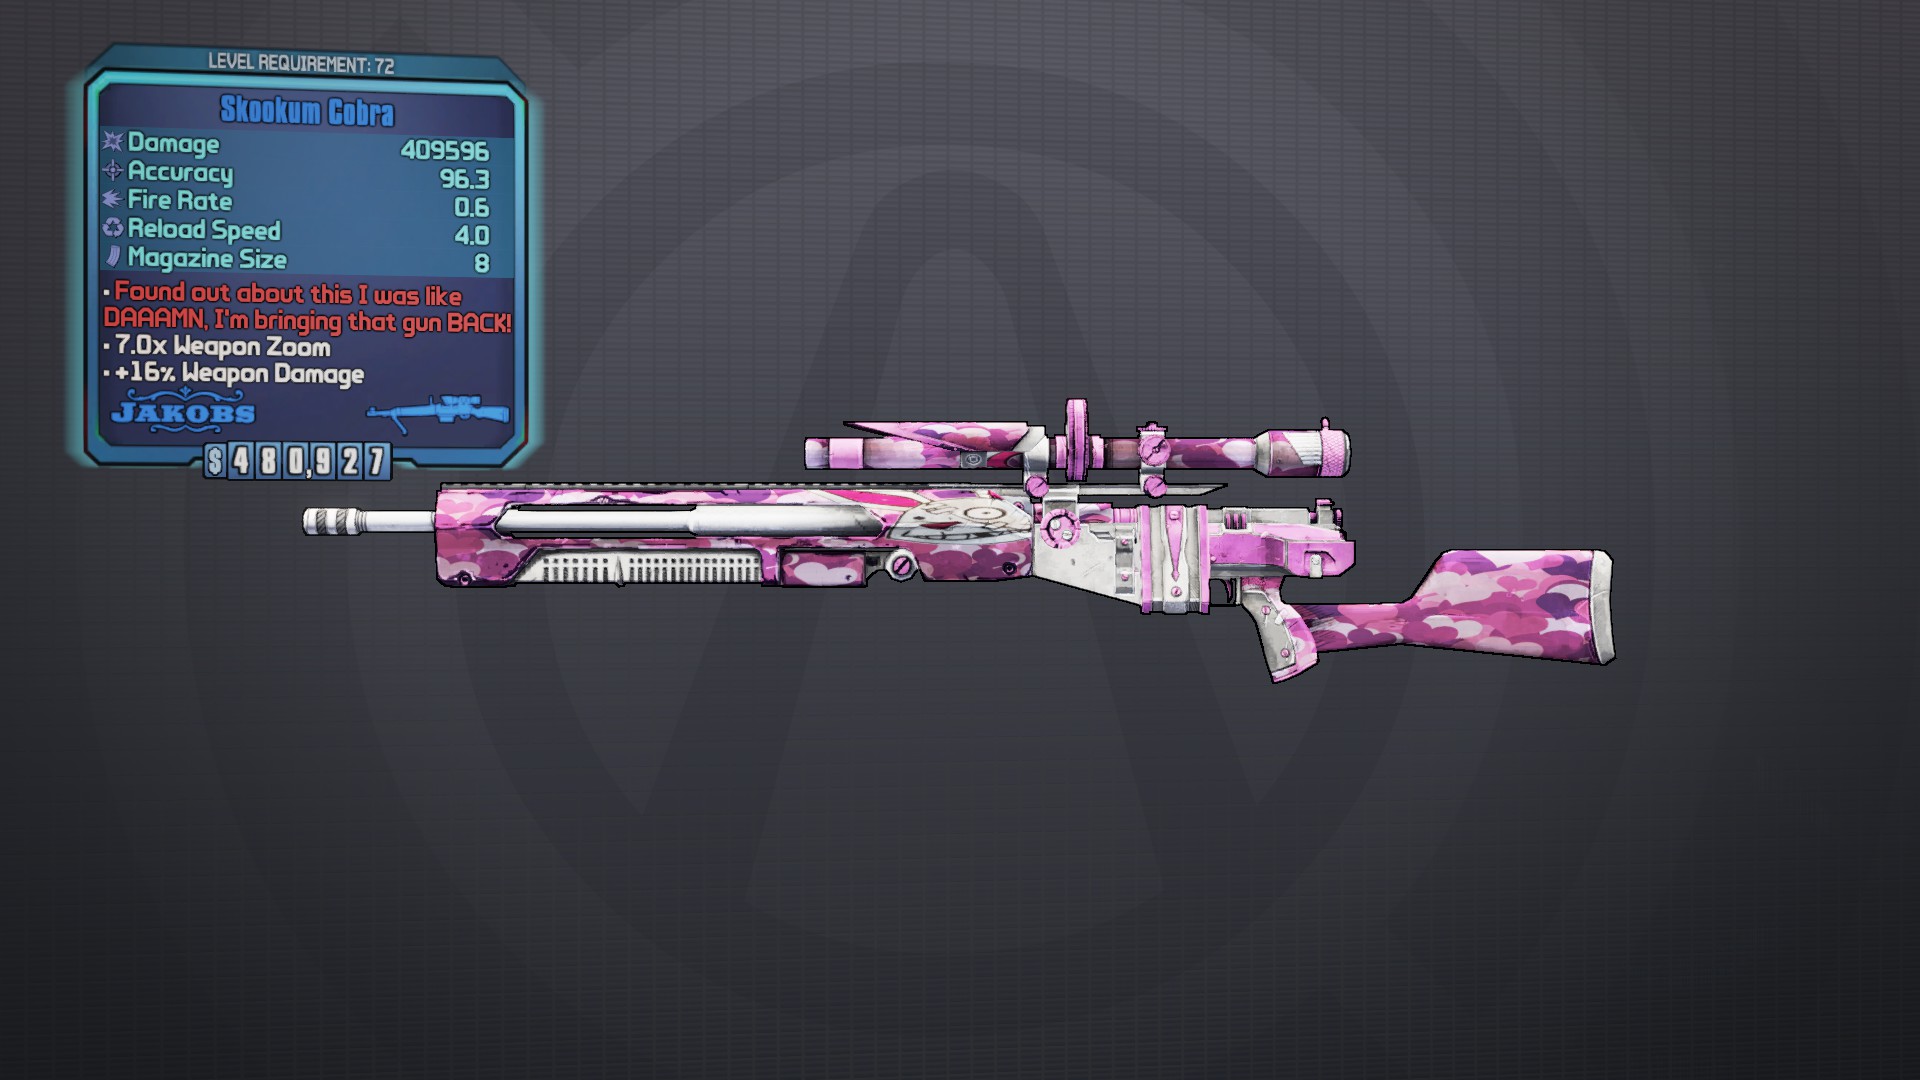 LEVEL REQUIREMENT: 72
Skookum Cobra
Damage 409596
Accuracy 96.3
Fire Rate 0.6
Reload Speed 4.0
Magazine Size 8
• Found out about this I was like
DAAAMN, I'm bringing that gun BACK!
• 7.0x Weapon Zoom
• +16% Weapon Damage
JAKOBS
$480,927